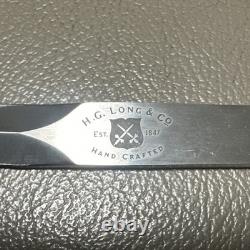 H.G. LONG & CO
EST. 1847
HAND CRAFTED